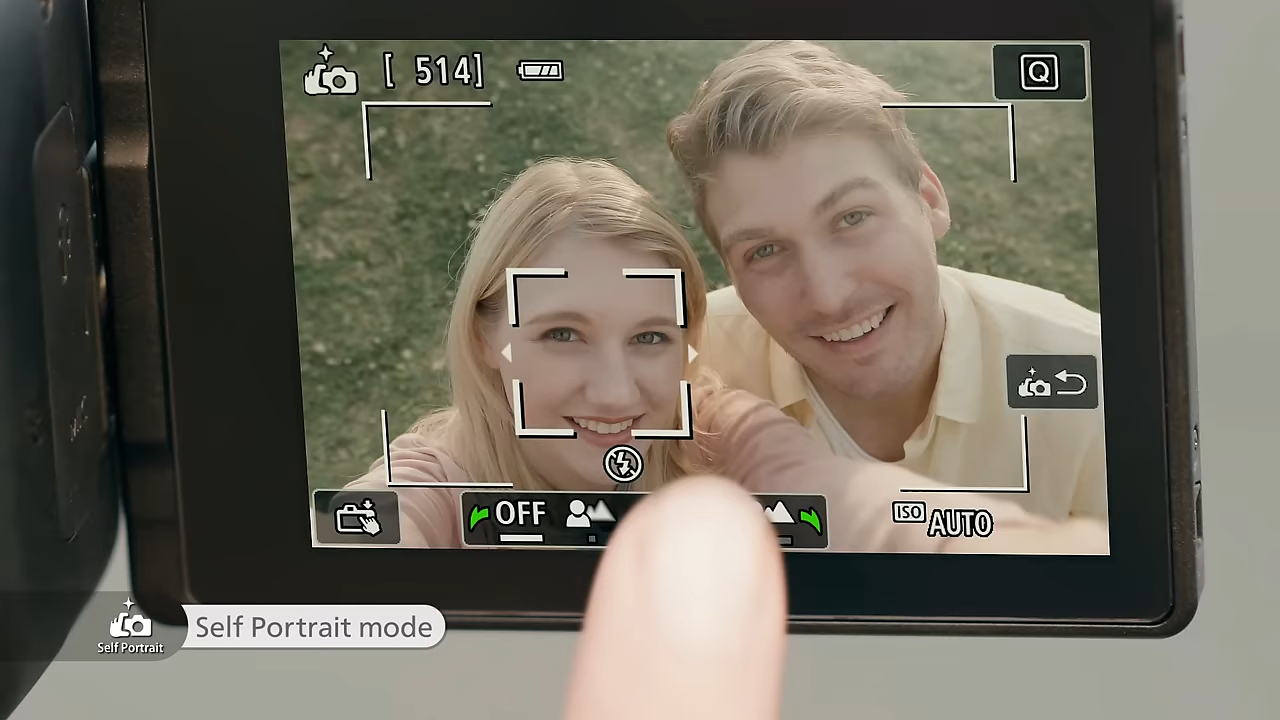 [ 514]
Q
OFF
ISO AUTO
Self Portrait
Self Portrait mode